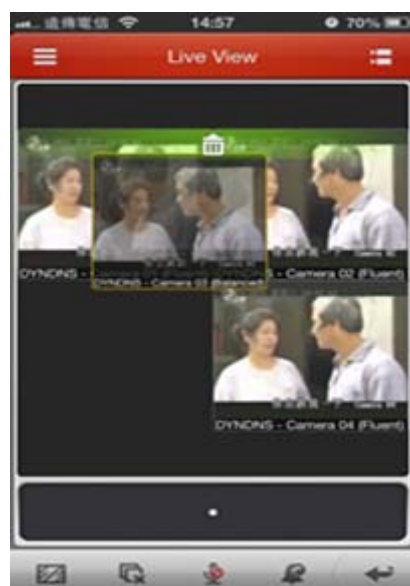 遠傳電信 14:57 70%
Live View
DYNDNS - Camera 02 (Fluent)
DYNDNS - Camera 03 (Balanced)
DYNDNS - Camera 04 (Fluent)